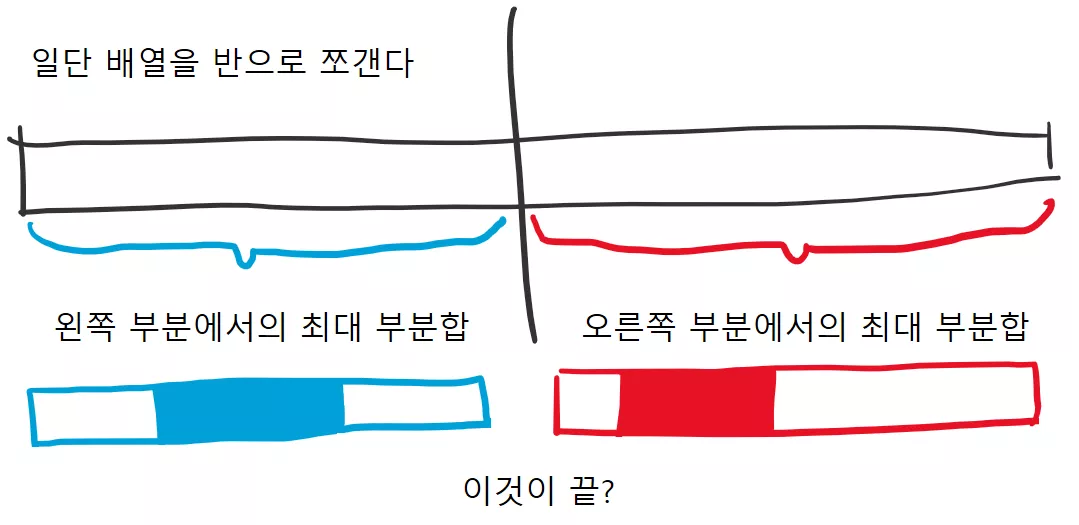 일단 배열을 반으로 쪼갠다
왼쪽 부분에서의 최대 부분합
오른쪽 부분에서의 최대 부분합
이것이 끝?